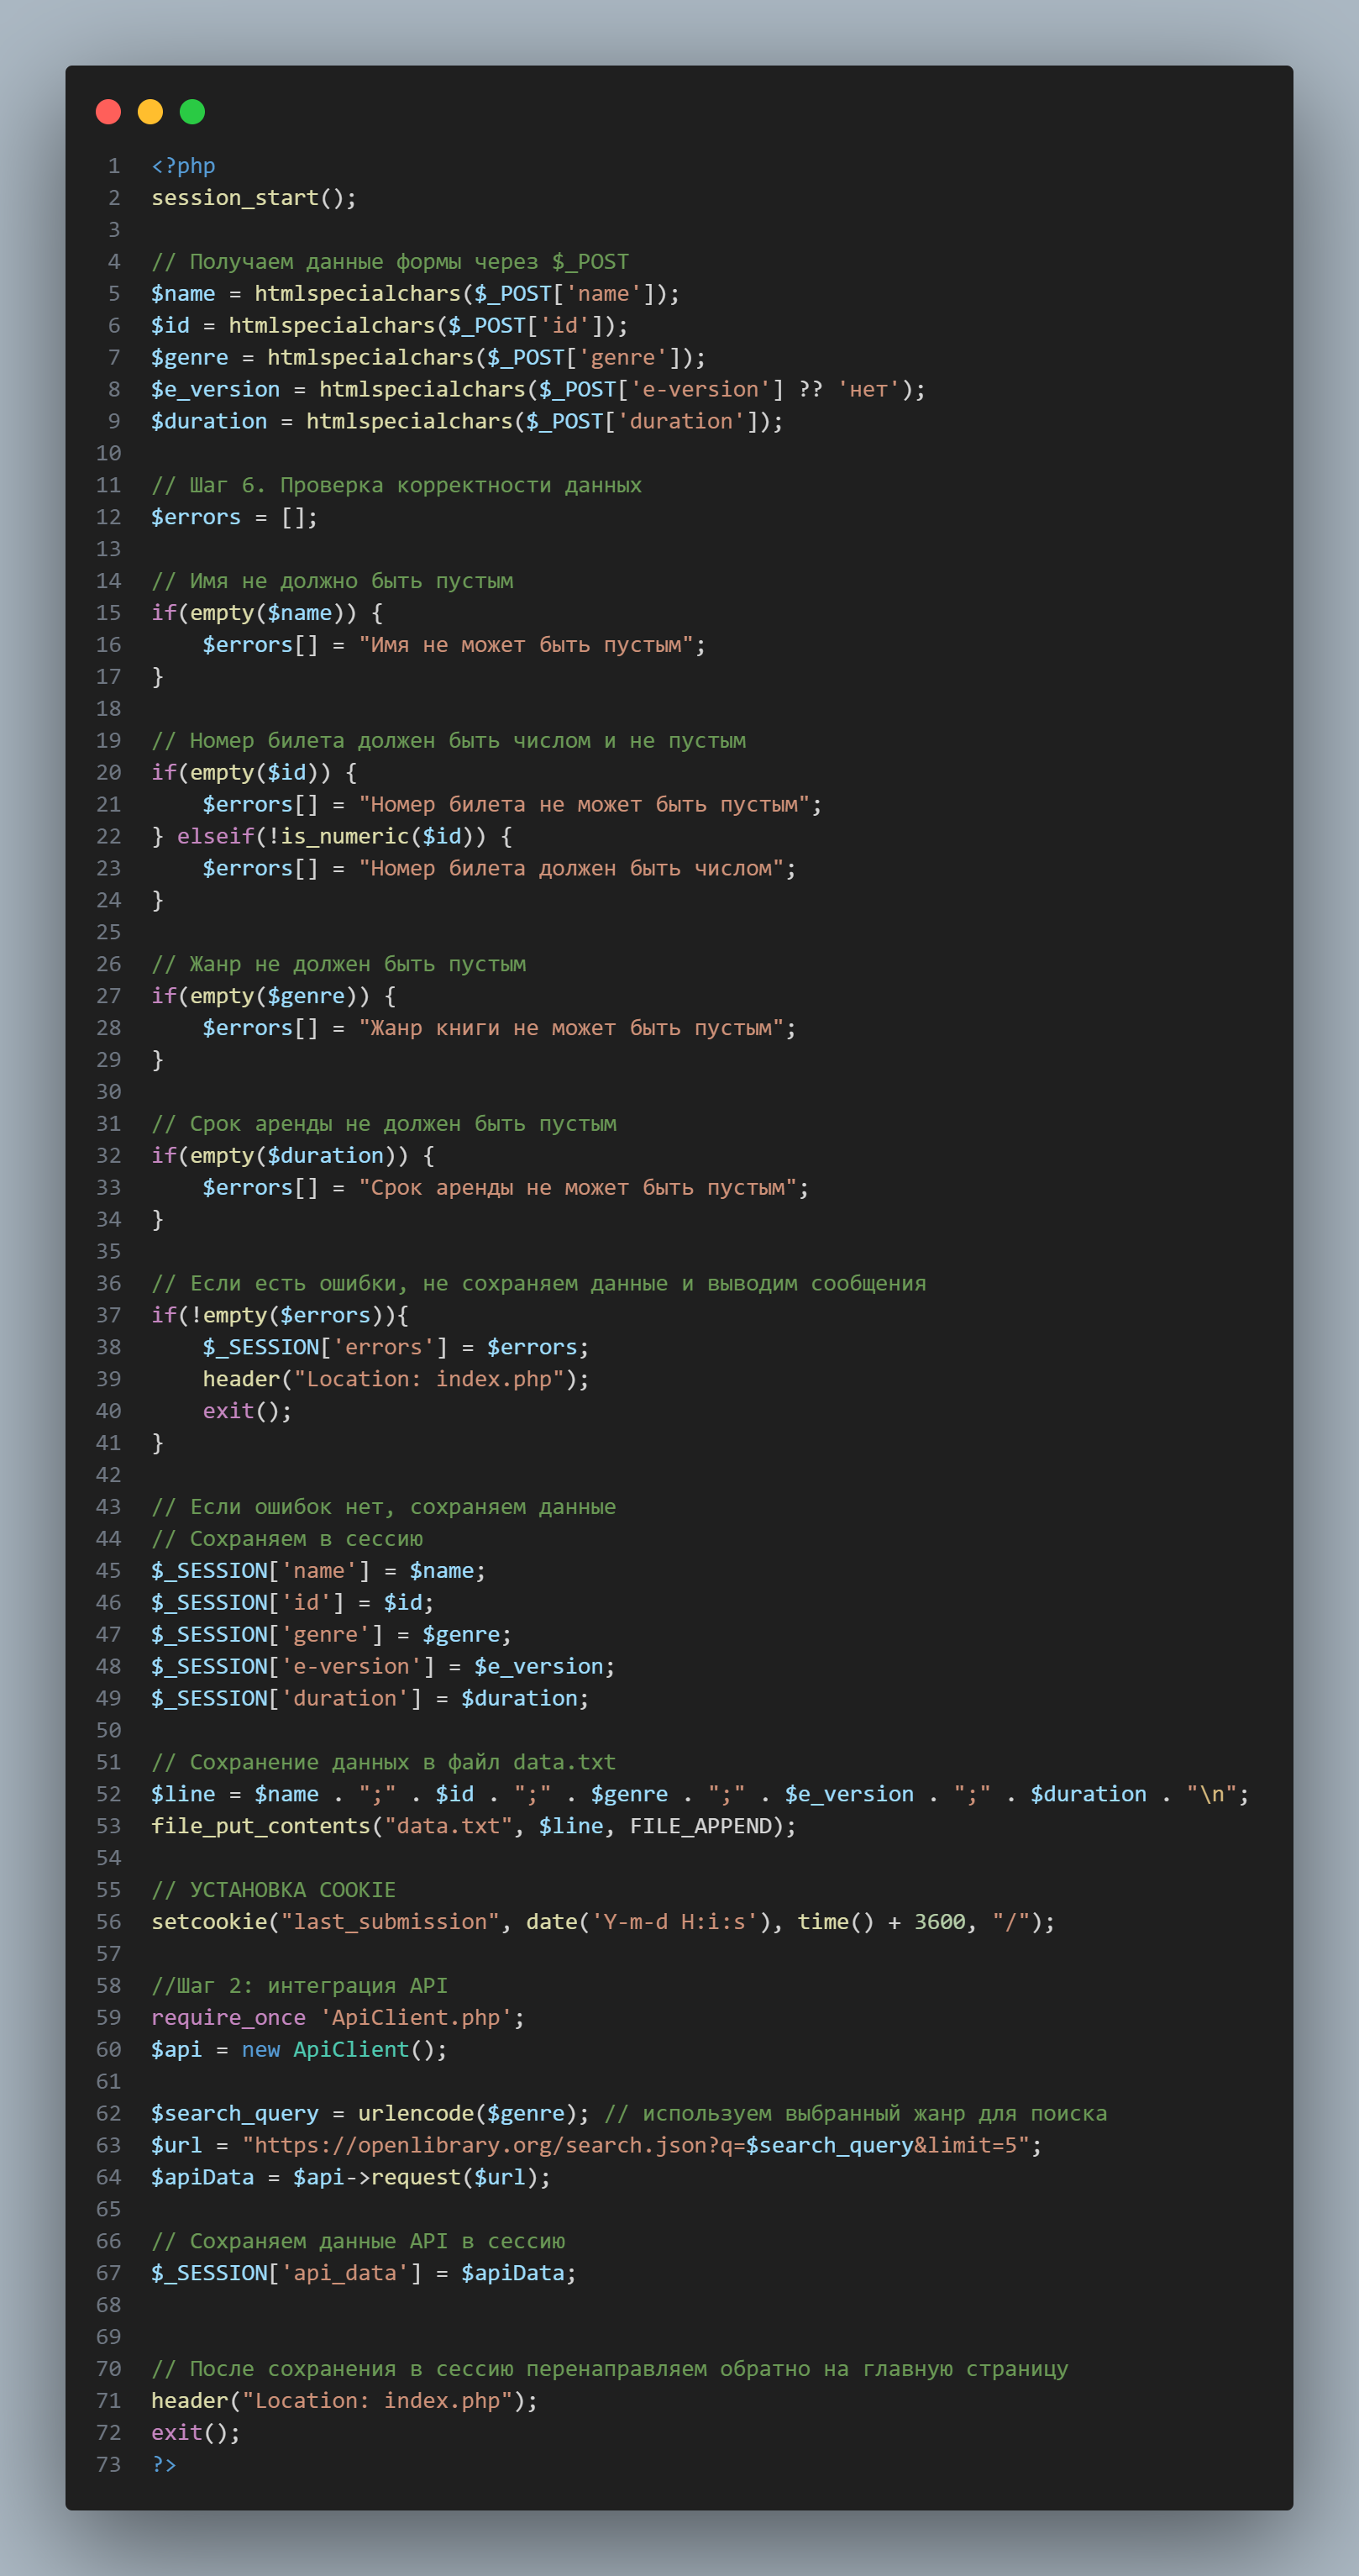 1 <?php
2 session_start();
3
4 // Получаем данные формы через $_POST
5 $name = htmlspecialchars($_POST['name']);
6 $id = htmlspecialchars($_POST['id']);
7 $genre = htmlspecialchars($_POST['genre']);
8 $e_version = htmlspecialchars($_POST['e-version'] ?? 'нет');
9 $duration = htmlspecialchars($_POST['duration']);
10
11 // Шаг 6. Проверка корректности данных
12 $errors = [];
13
14 // Имя не должно быть пустым
15 if(empty($name)) {
16     $errors[] = "Имя не может быть пустым";
17 }
18
19 // Номер билета должен быть числом и не пустым
20 if(empty($id)) {
21     $errors[] = "Номер билета не может быть пустым";
22 } elseif(!is_numeric($id)) {
23     $errors[] = "Номер билета должен быть числом";
24 }
25
26 // Жанр не должен быть пустым
27 if(empty($genre)) {
28     $errors[] = "Жанр книги не может быть пустым";
29 }
30
31 // Срок аренды не должен быть пустым
32 if(empty($duration)) {
33     $errors[] = "Срок аренды не может быть пустым";
34 }
35
36 // Если есть ошибки, не сохраняем данные и выводим сообщения
37 if(!empty($errors)){
38     $_SESSION['errors'] = $errors;
39     header("Location: index.php");
40     exit();
41 }
42
43 // Если ошибок нет, сохраняем данные
44 // Сохраняем в сессию
45 $_SESSION['name'] = $name;
46 $_SESSION['id'] = $id;
47 $_SESSION['genre'] = $genre;
48 $_SESSION['e-version'] = $e_version;
49 $_SESSION['duration'] = $duration;
50
51 // Сохранение данных в файл data.txt
52 $line = $name . ";" . $id . ";" . $genre . ";" . $e_version . ";" . $duration . "\n";
53 file_put_contents("data.txt", $line, FILE_APPEND);
54
55 // УСТАНОВКА COOKIE
56 setcookie("last_submission", date('Y-m-d H:i:s'), time() + 3600, "/");
57
58 //Шаг 2: интеграция API
59 require_once 'ApiClient.php';
60 $api = new ApiClient();
61
62 $search_query = urlencode($genre); // используем выбранный жанр для поиска
63 $url = "https://openlibrary.org/search.json?q=$search_query&limit=5";
64 $apiData = $api->request($url);
65
66 // Сохраняем данные API в сессию
67 $_SESSION['api_data'] = $apiData;
68
69
70 // После сохранения в сессию перенаправляем обратно на главную страницу
71 header("Location: index.php");
72 exit();
73 ?>